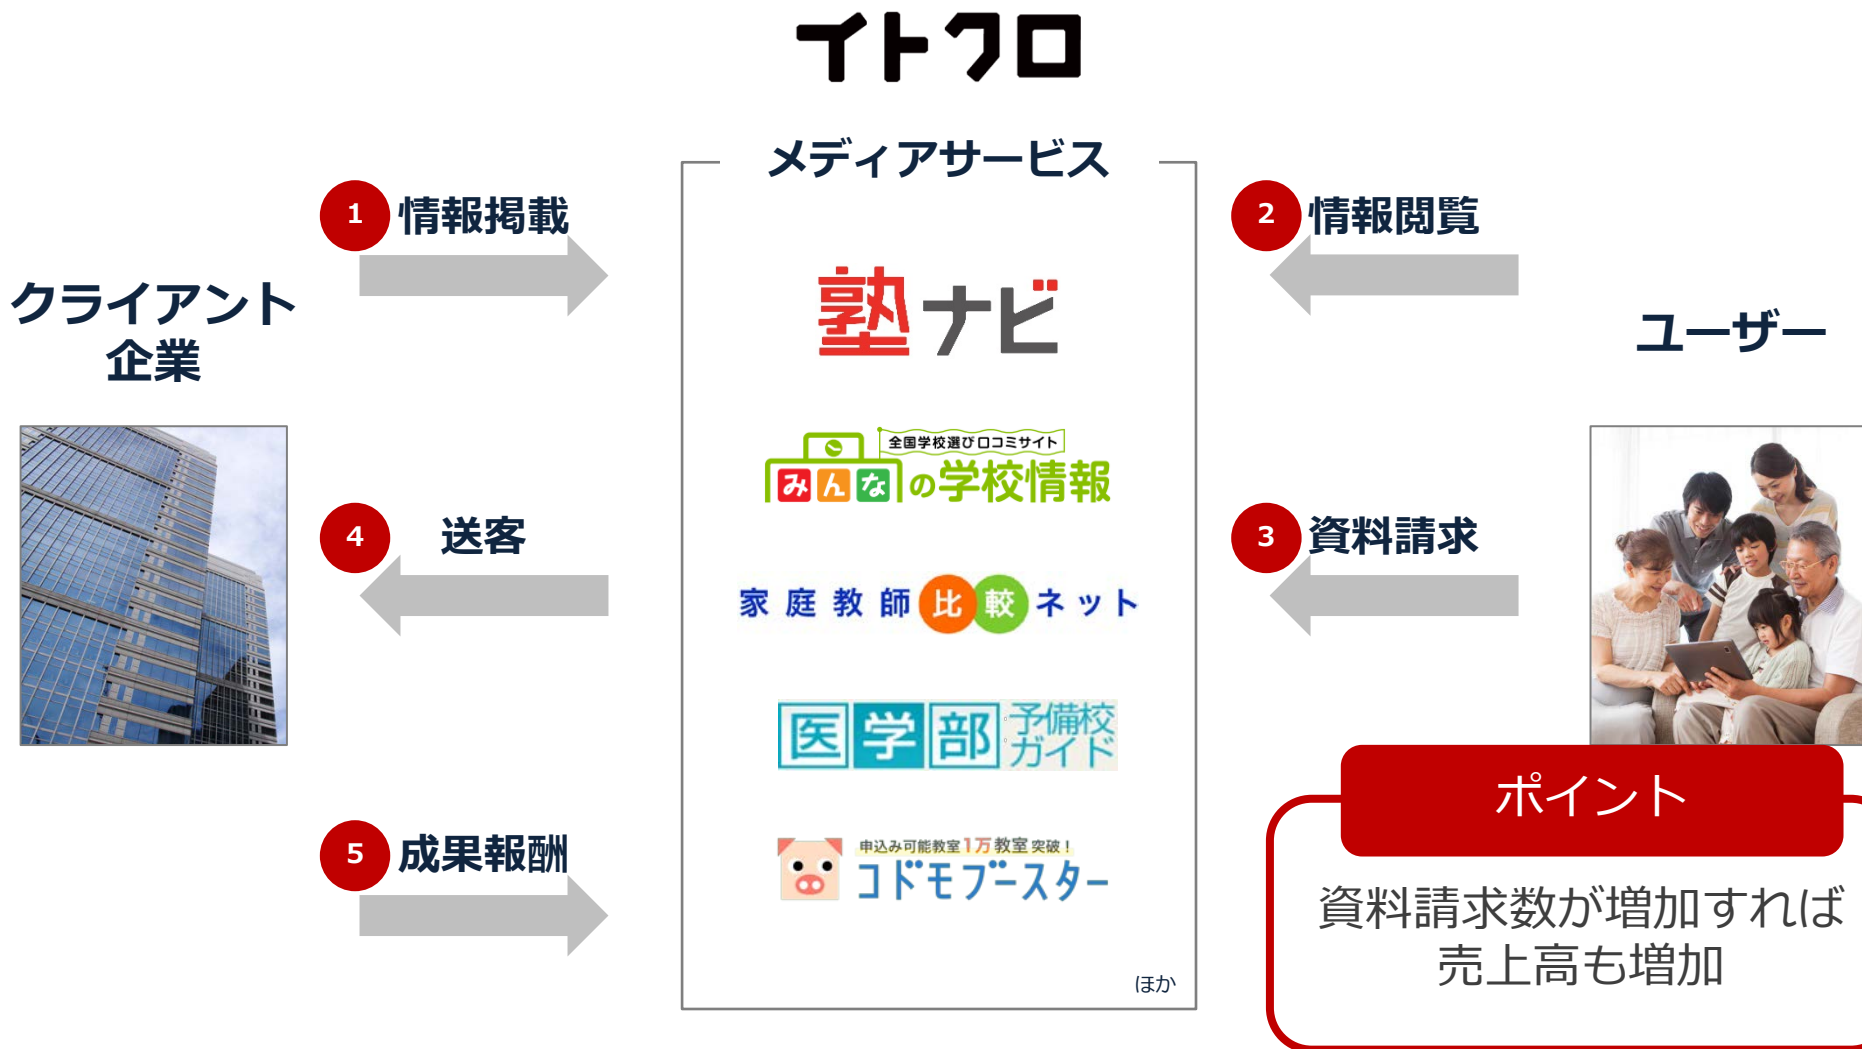 イトクロ
メディアサービス
1 情報掲載
2 情報閲覧
クライアント
企業
塾ナビ
ユーザー
全国学校選び口コミサイト
みんなの学校情報
4 送客
3 資料請求
家庭教師比較ネット
医学部予備校
ガイド
ポイント
5 成果報酬
申込み可能教室1万教室突破!
コドモブースター
資料請求数が増加すれば
売上高も増加
ほか